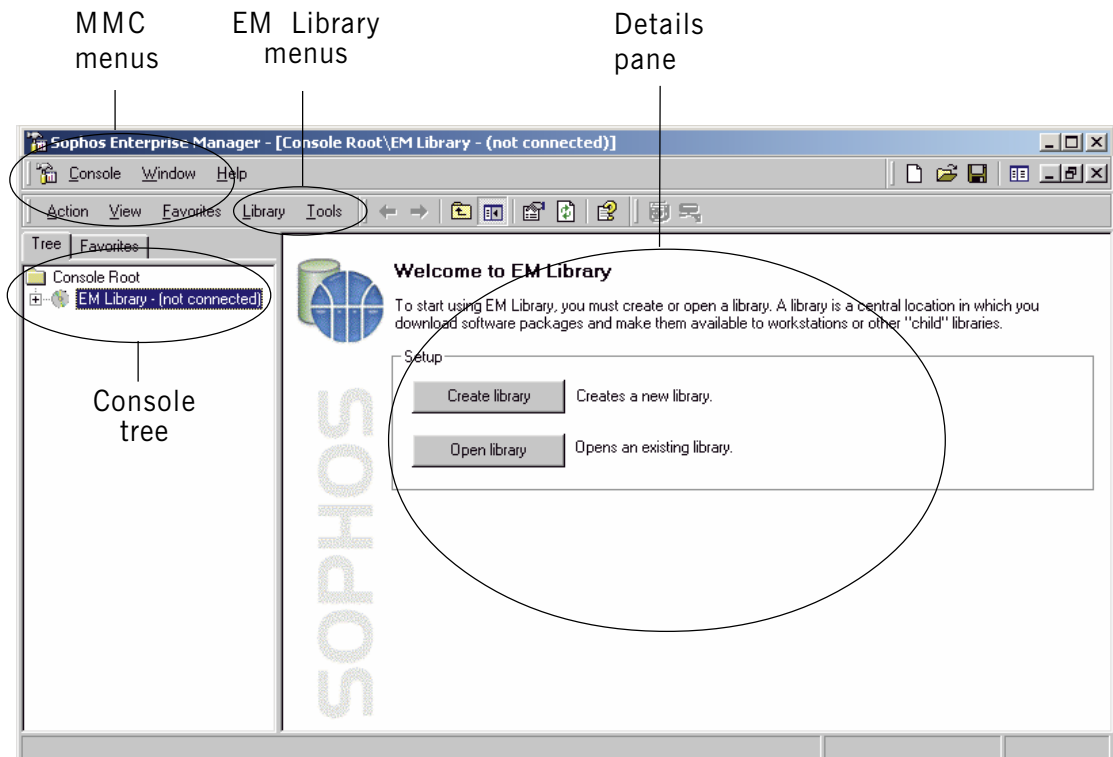 MMC
menus
EM Library
menus
Details
pane
Sophos Enterprise Manager - [Console Root\EM Library - (not connected)]
Console Window Help
Action View Favorites Library Tools
Tree Favorites
Console Root
EM Library - (not connected)
Console
tree
SOPHOS
Welcome to EM Library
To start using EM Library, you must create or open a library. A library is a central location in which you
download software packages and make them available to workstations or other "child" libraries.
Setup
Create library Creates a new library.
Open library Opens an existing library.